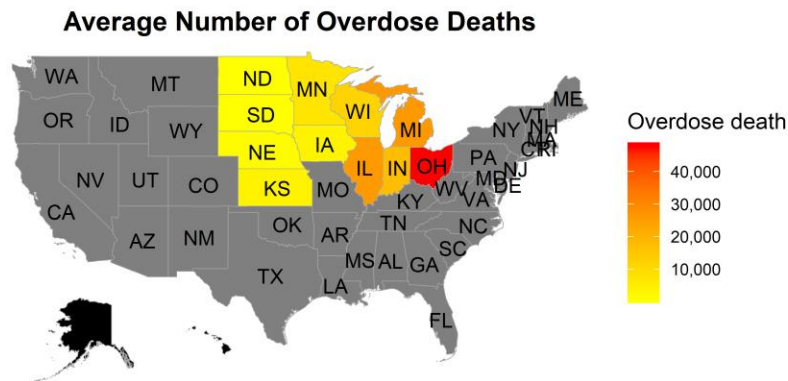 Average Number of Overdose Deaths
WA
MT
ND
MN
ME
OR
ID
SD
WI
MI
VT
NH
NY
MA
CT
RI
WY
IA
NE
PA
NJ
NV
UT
CO
IL
IN
OH
MD
DE
KS
MO
WV
VA
KY
CA
AZ
NM
OK
AR
TN
NC
SC
TX
MS
AL
GA
LA
FL
Overdose death
40,000
30,000
20,000
10,000